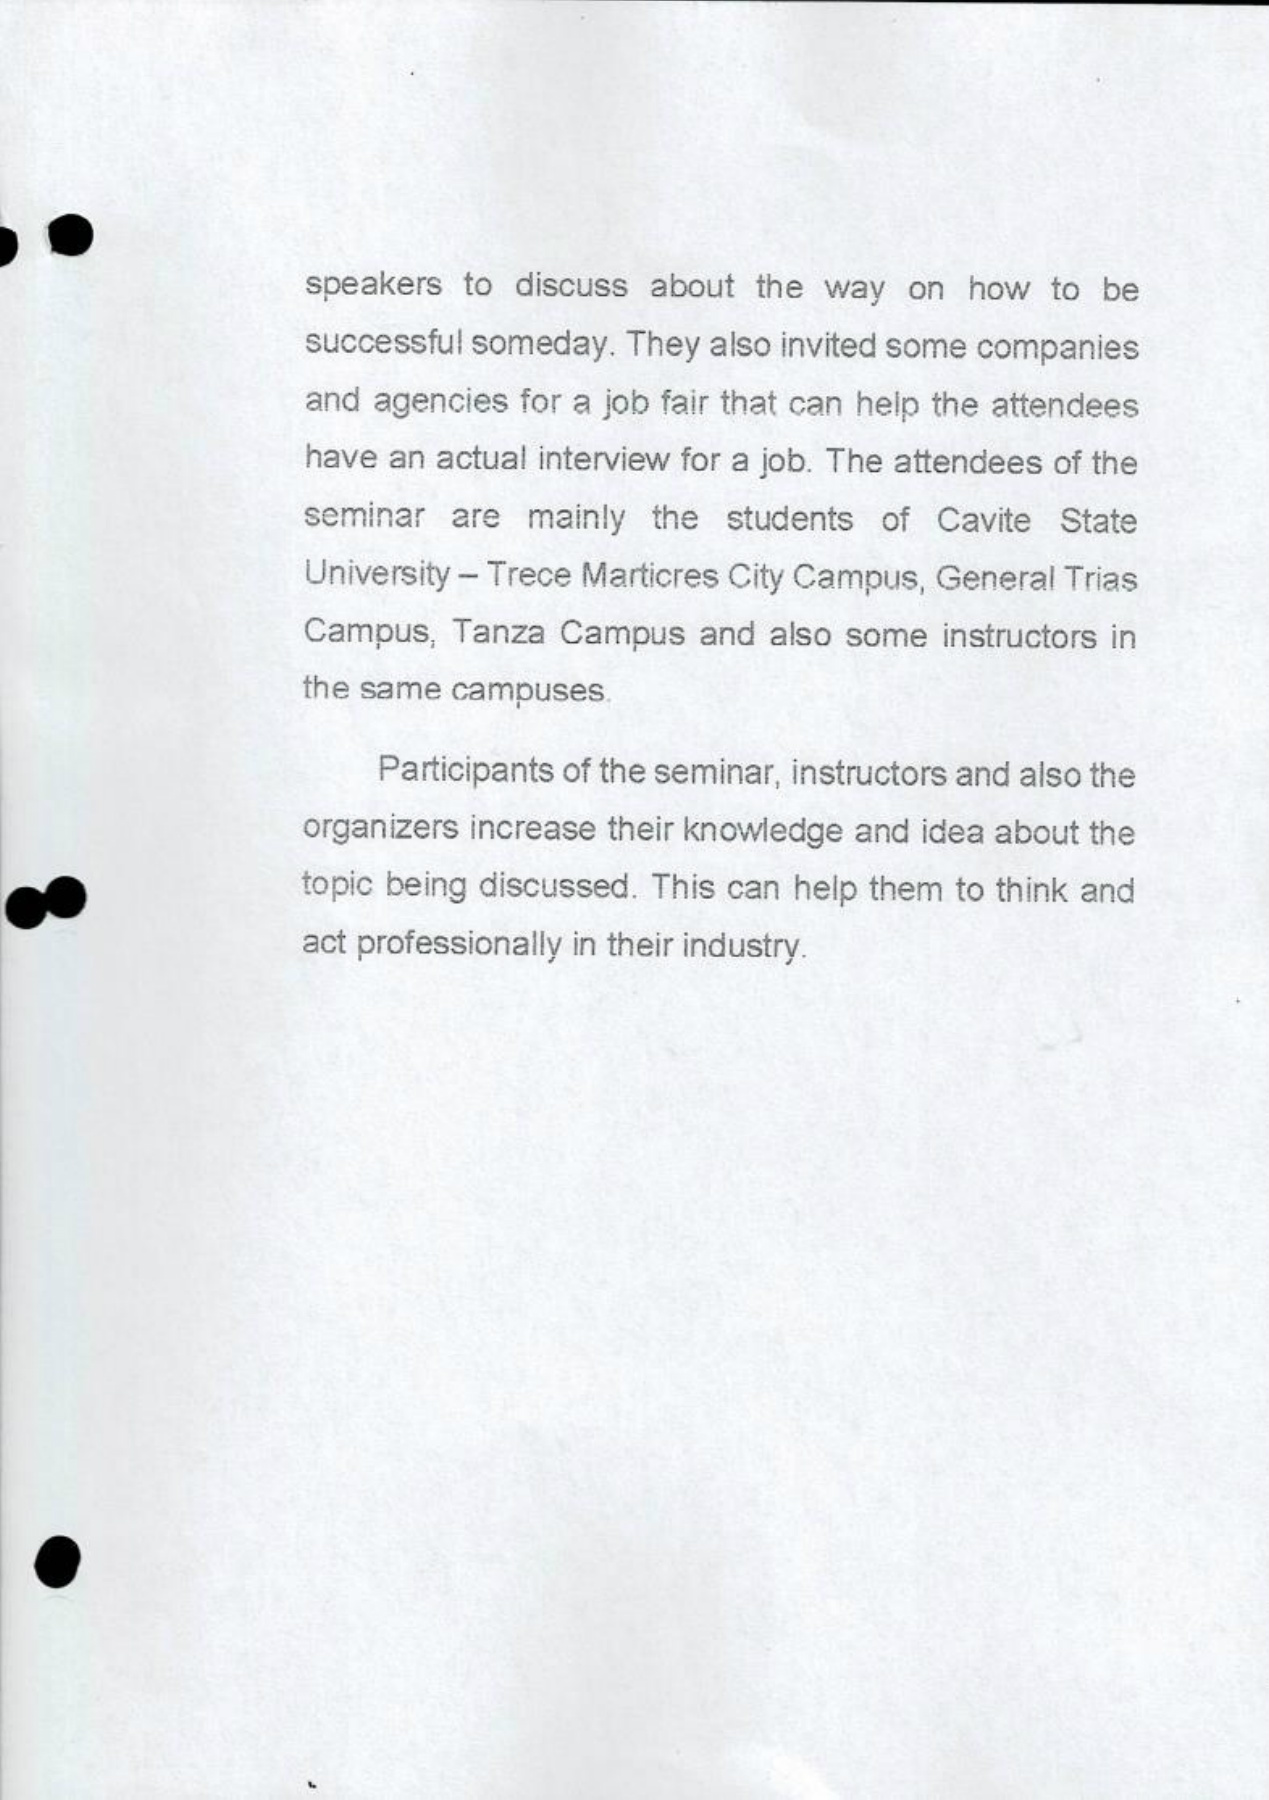 speakers to discuss about the way on how to be
successful someday. They also invited some companies
and agencies for a job fair that can help the attendees
have an actual interview for a job. The attendees of the
seminar are mainly the students of Cavite State
University – Trece Marticres City Campus, General Trias
Campus, Tanza Campus and also some instructors in
the same campuses.
Participants of the seminar, instructors and also the
organizers increase their knowledge and idea about the
topic being discussed. This can help them to think and
act professionally in their industry.